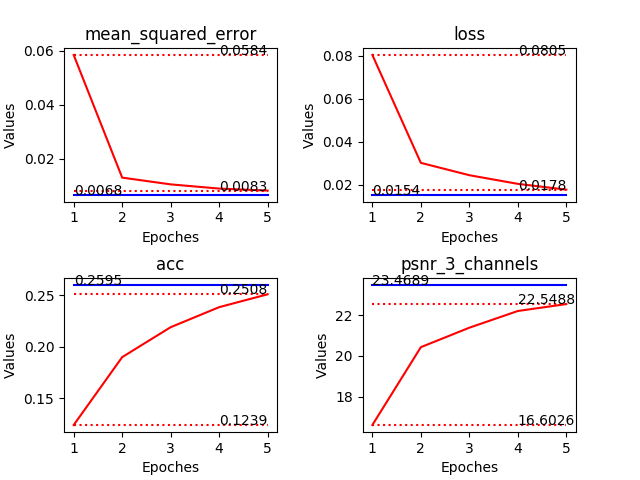 mean_squared_error
0.06
0.04
0.02
Values
0.0584
0.0068
0.0083
1 2 3 4 5
Epoches
loss
0.08
0.06
0.04
0.02
Values
0.0805
0.0154
0.0178
1 2 3 4 5
Epoches
acc
0.25
0.20
0.15
Values
0.2595
0.2508
0.1239
1 2 3 4 5
Epoches
psnr_3_channels
22
20
18
Values
23.4689
22.5488
16.6026
1 2 3 4 5
Epoches